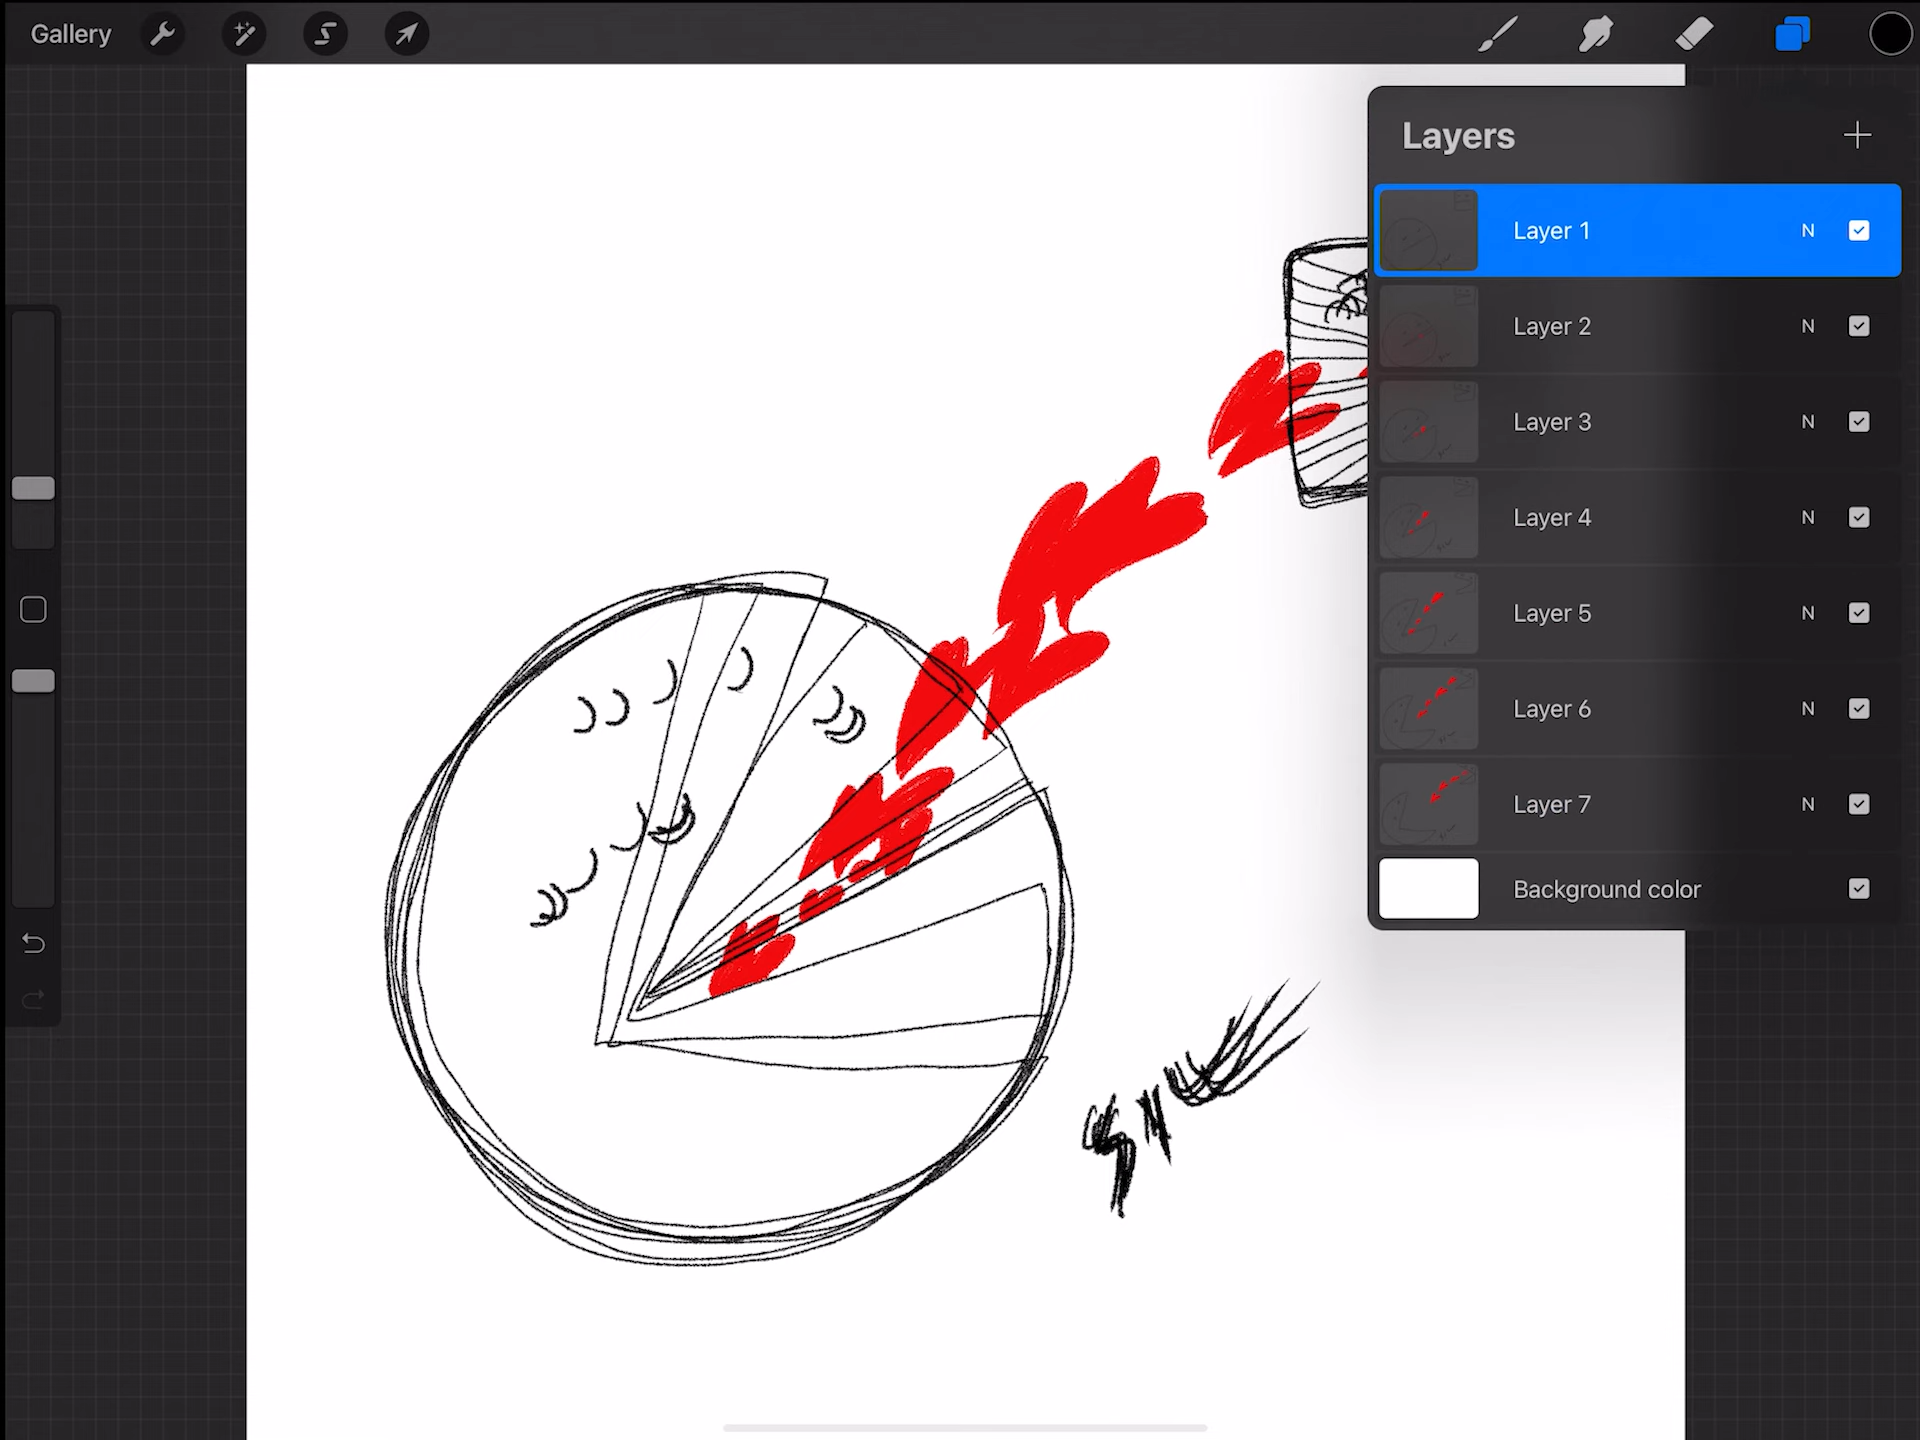 Gallery
Layers
Layer 1 N
Layer 2 N
Layer 3 N
Layer 4 N
Layer 5 N
Layer 6 N
Layer 7 N
Background color